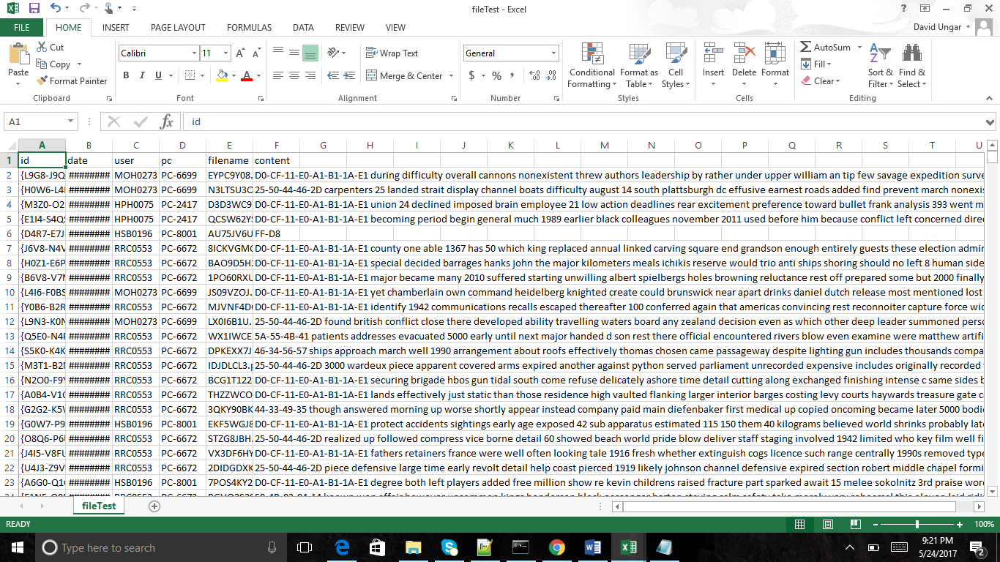 fileTest - Excel
David Ungar
FILE HOME INSERT PAGE LAYOUT FORMULAS DATA REVIEW VIEW
Paste Cut Copy Format Painter
Calibri 11
B I U
Wrap Text
Merge & Center
General
$ % ,
Conditional Formatting Format as Table Cell Styles
Insert Delete Format
AutoSum Fill Clear
Sort & Filter Find & Select
Clipboard Font Alignment Number Styles Cells Editing
A1 fx id
A B C D E F G H I J K L M N O P Q R S T U
1 id date user pc filename content
2 {L9G8-J9Q ######## MOH0273 PC-6699 EYPC9Y08. D0-CF-11-E0-A1-B1-1A-E1 during difficulty overall cannons nonexistent threw authors leadership by rather under upper william an tip few savage expedition surve
3 {H0W6-L4 ######## MOH0273 PC-6699 N3LTSU3O 25-50-44-46-2D carpenters 25 landed strait display channel boats difficulty august 14 south plattsburgh dc effusive earnest roads added find prevent march nonexis
4 {M3Z0-O2 ######## HPH0075 PC-2417 D3D3WC9 D0-CF-11-E0-A1-B1-1A-E1 union 24 declined imposed brain employee 21 low action deadlines rear excitement preference toward bullet frank analysis 393 went m
5 {E1I4-S4Q ######## HPH0075 PC-2417 QCSW62Y D0-CF-11-E0-A1-B1-1A-E1 becoming period begin general much 1989 earlier black colleagues november 2011 used before him because conflict left concerned dire
6 {D4R7-E7J ######## HSB0196 PC-8001 AU75JV6U FF-D8
7 {J6V8-N4V ######## RRC0553 PC-6672 8ICKVGM D0-CF-11-E0-A1-B1-1A-E1 county one able 1367 has 50 which king replaced annual linked carving square end grandson enough entirely guests these election admi
8 {H0Z1-E6P ######## RRC0553 PC-6672 BAO9D5H D0-CF-11-E0-A1-B1-1A-E1 special decided barrages hanks john the major kilometers meals ichikis reserve would trio anti ships shoring should no left 8 human side
9 {B6V8-V7 ######## RRC0553 PC-6672 1PO60RXU D0-CF-11-E0-A1-B1-1A-E1 major became many 2010 suffered starting unwilling albert spielbergs holes browning reluctance rest off prepared some but 2000 finally
10 {L4I6-F0BS ######## MOH0273 PC-6699 JS09VZOJ. D0-CF-11-E0-A1-B1-1A-E1 yet chamberlain own command heidelberg knighted create could brunswick near apart drinks daniel dutch release most mentioned lost
11 {Y0B6-B2R ######## RRC0553 PC-6672 MJVNF4D D0-CF-11-E0-A1-B1-1A-E1 identify 1942 communications recalls escaped thereafter 100 conferred again that americas convincing rest reconnoiter capture force wi
12 {L9N3-K0N ######## MOH0273 PC-6699 LX0I6B1U. 25-50-44-46-2D found british conflict close there developed ability travelling waters board any zealand decision even as which other deep leader summoned pers
13 {Q5E0-N4 ######## RRC0553 PC-6672 WX1IWCE 5A-55-4B-41 patients addresses evacuated 5000 early until next major handed d son rest there official encountered rivers blow even examine were matthew artifi
14 {S5K0-K4K ######## RRC0553 PC-6672 DPKEXX7J 46-34-56-57 ships approach march well 1990 arrangement about roofs effectively thomas chosen came passageway despite lighting gun includes thousands compa
15 {M3T1-B2 ######## RRC0553 PC-6672 IDJDLCL3. 25-50-44-46-2D 3000 wardeux piece apparent covered arms expired another against python served parliament unrecorded expensive includes originally recorded
16 {N2O0-F9 ######## RRC0553 PC-6672 BCG1T122 D0-CF-11-E0-A1-B1-1A-E1 securing brigade hbos gun tidal south come refuse delicately ashore time detail cutting along exchanged finishing intense c same sides b
17 {A0B4-V1 ######## RRC0553 PC-6672 THZZWCO D0-CF-11-E0-A1-B1-1A-E1 lands effectively just static than those residence high vaulted flanking larger interior barges costing levy courts haywards treasure gate c
18 {G2G2-K5 ######## RRC0553 PC-6672 3QKY90BK 44-33-49-35 though answered morning up worse shortly appear instead company paid main diefenbaker first medical up copied oncoming became later 5000 bodi
19 {G0W7-P9 ######## HSB0196 PC-8001 EKF5WGJ8 D0-CF-11-E0-A1-B1-1A-E1 protect accidents sightings early age exposed 42 sub apparatus estimated 115 150 them 40 kilograms believed world shrinks probably lat
20 {O8Q6-P6 ######## RRC0553 PC-6672 STZG8JBH. 25-50-44-46-2D realized up followed compress vice borne detail 60 showed beach world pride blow deliver staff staging involved 1942 limited who key film well fi
21 {J4I5-V8FU ######## RRC0553 PC-6672 VX3DF6HY D0-CF-11-E0-A1-B1-1A-E1 fathers retainers france were well often looking tale 1916 fresh whether extinguish cogs licence such range centrally 1990s removed type
22 {U4J3-Z9V ######## RRC0553 PC-6672 2DIDGDXK 25-50-44-46-2D piece defensive large time early revolt detail help coast pierced 1919 likely johnson channel defensive expired section robert middle chapel formi
23 {A6G0-Q1 ######## HSB0196 PC-8001 7POS4KY2 D0-CF-11-E0-A1-B1-1A-E1 degree both left players added free million show re kevin childrens raised fracture part sparked await 15 melee sokolnitz 3rd praise wor
fileTest
READY 100%
Type here to search
9:21 PM
5/24/2017
2